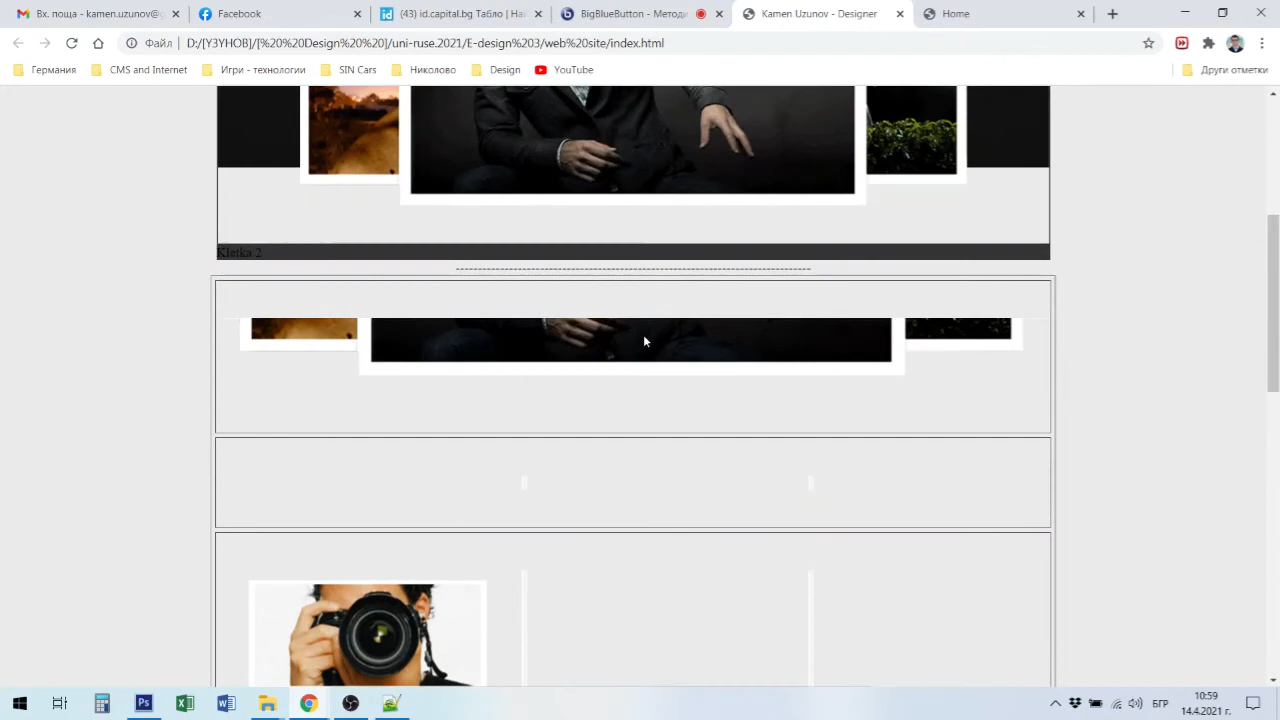 Вх. поща - kamen.uzunov@g
Facebook
(43) id.capital.bg Табло | На
BigBlueButton - Методи
Kamen Uzunov - Designer
Home
Файл D:/[Y3YHOB]/[%20%20Design%20%20]/uni-ruse.2021/E-design%203/web%20site/index.html
Германия CMS and Internet Игри - технологии SIN Cars Николово Design YouTube Други отметки
Kletka 2
--------------------------------------------------------------------------------
10:59
БГР
14.4.2021 г.